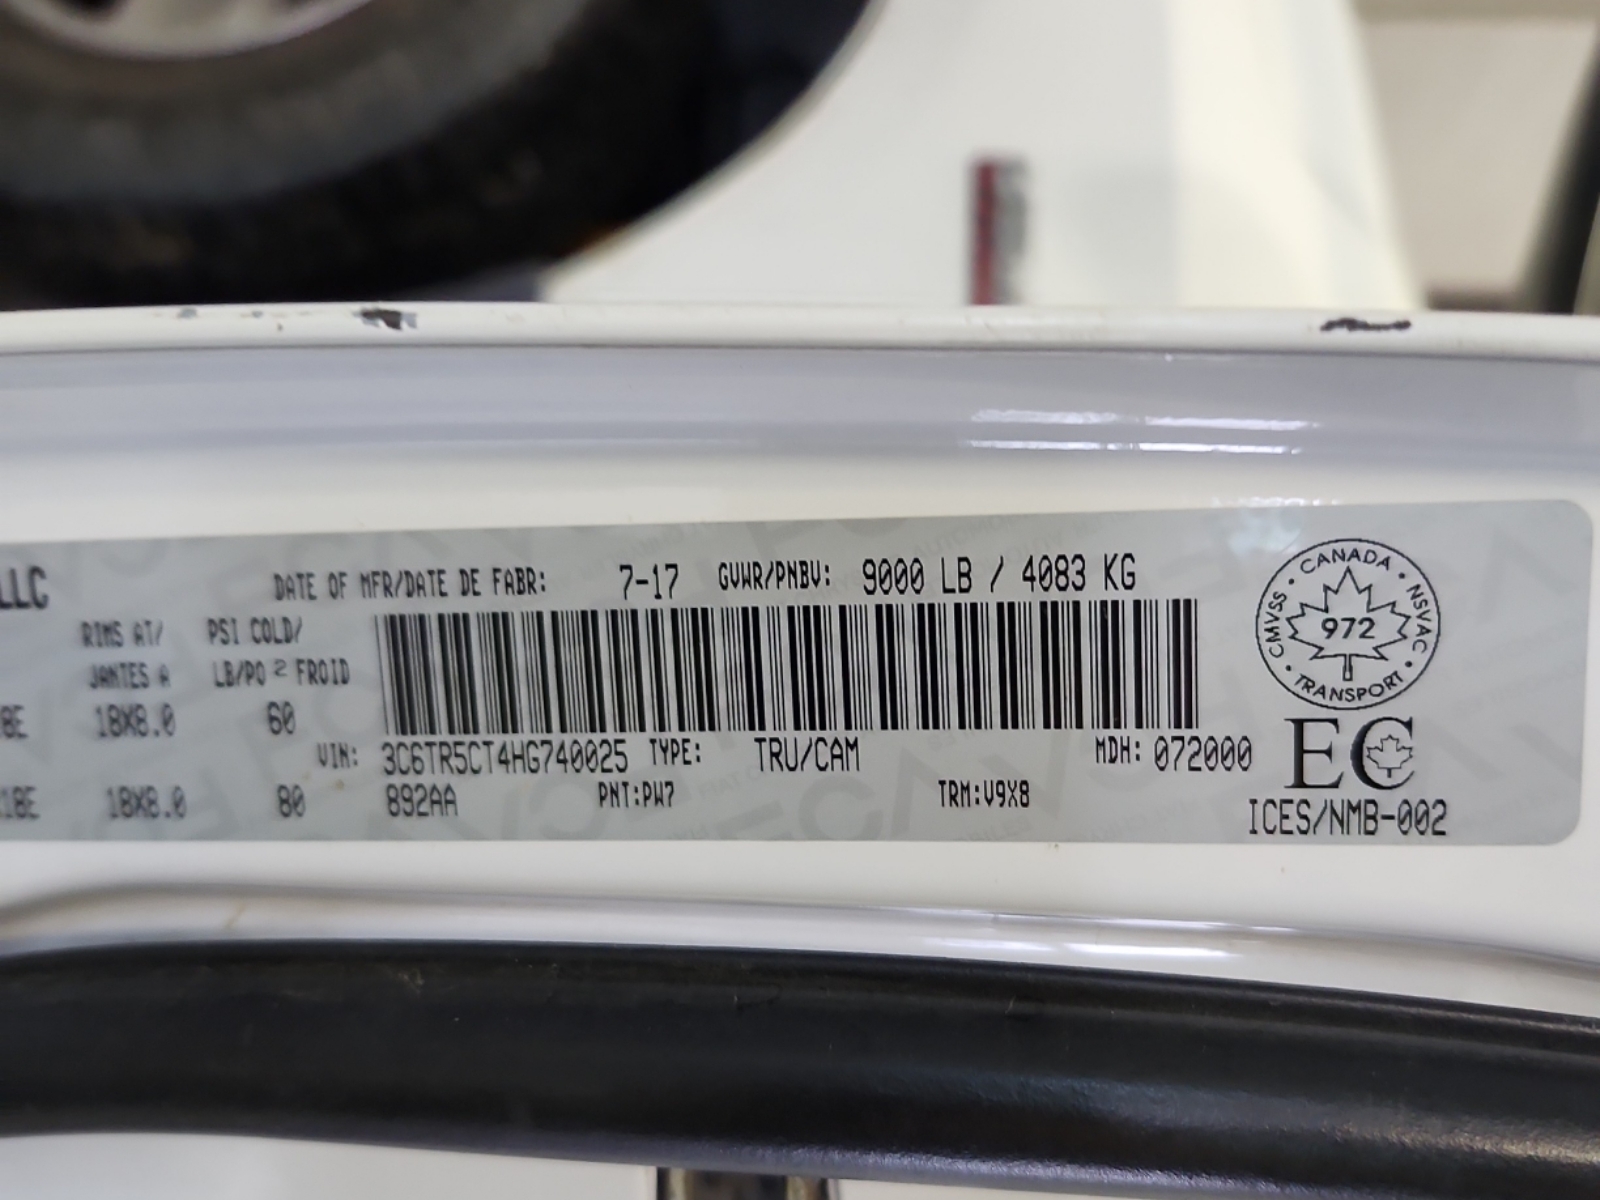 LLC
DATE OF MFR/DATE DE FABR: 7-17 GVWR/PNBV: 9000 LB / 4083 KG
RIMS AT/ PSI COLD/
JANTES A LB/PO 2 FROID
18X8.0 60
VIN: 3C6TR5CT4HG740025 TYPE: TRU/CAM MDH: 072000
18E 18X8.0 80 892AA PNT:PW7 TRM:V9X8
CANADA
CMVSS · NSVAC
972
TRANSPORT
EC
ICES/NMB-002